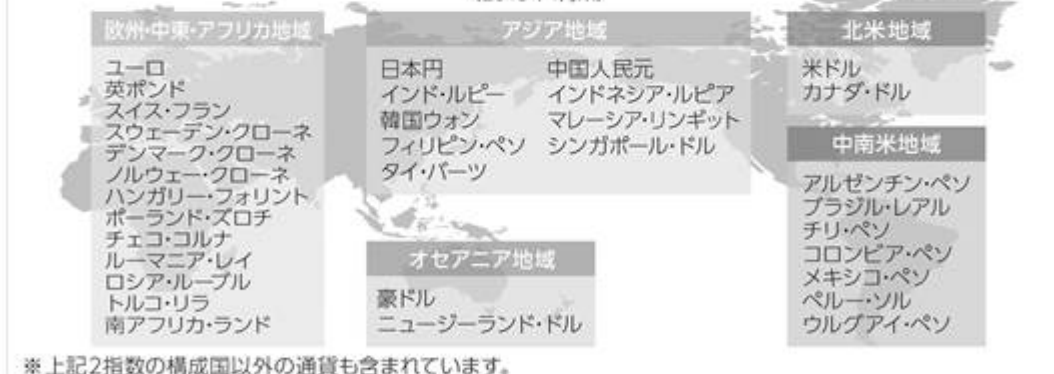 欧州・中東・アフリカ地域
ユーロ
英ポンド
スイス・フラン
スウェーデン・クローネ
デンマーク・クローネ
ノルウェー・クローネ
ハンガリー・フォリント
ポーランド・ズロチ
チェコ・コルナ
ルーマニア・レイ
ロシア・ルーブル
トルコ・リラ
南アフリカ・ランド
アジア地域
日本円
インド・ルピー
韓国ウォン
フィリピン・ペソ
タイ・バーツ
中国人民元
インドネシア・ルピア
マレーシア・リンギット
シンガポール・ドル
オセアニア地域
豪ドル
ニュージーランド・ドル
北米地域
米ドル
カナダ・ドル
中南米地域
アルゼンチン・ペソ
ブラジル・レアル
チリ・ペソ
コロンビア・ペソ
メキシコ・ペソ
ペルー・ソル
ウルグアイ・ペソ
※上記2指数の構成国以外の通貨も含まれています。